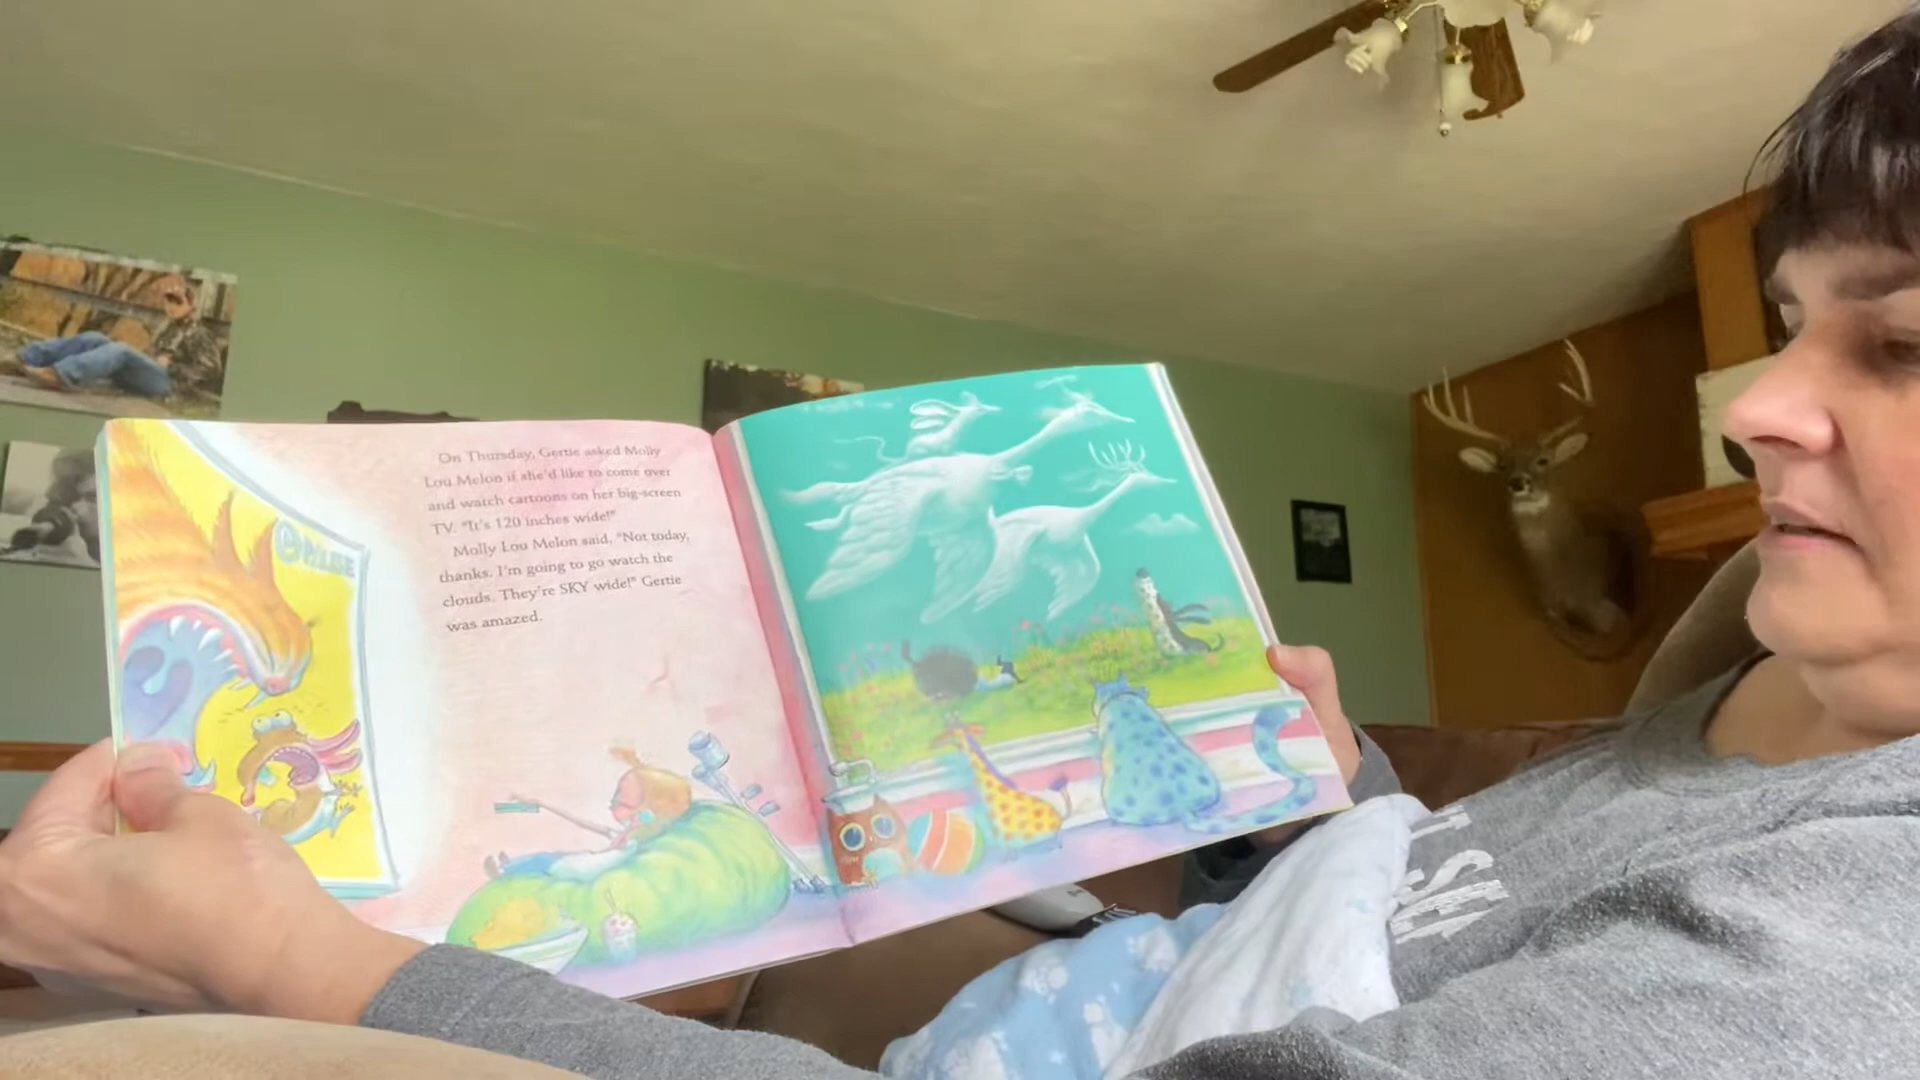 On Thursday, Gertie asked Molly
Lou Melon if she'd like to come over
and watch cartoons on her big-screen
TV. "It's 120 inches wide!"
Molly Lou Melon said, "Not today,
thanks. I'm going to go watch the
clouds. They're SKY wide!" Gertie
was amazed.